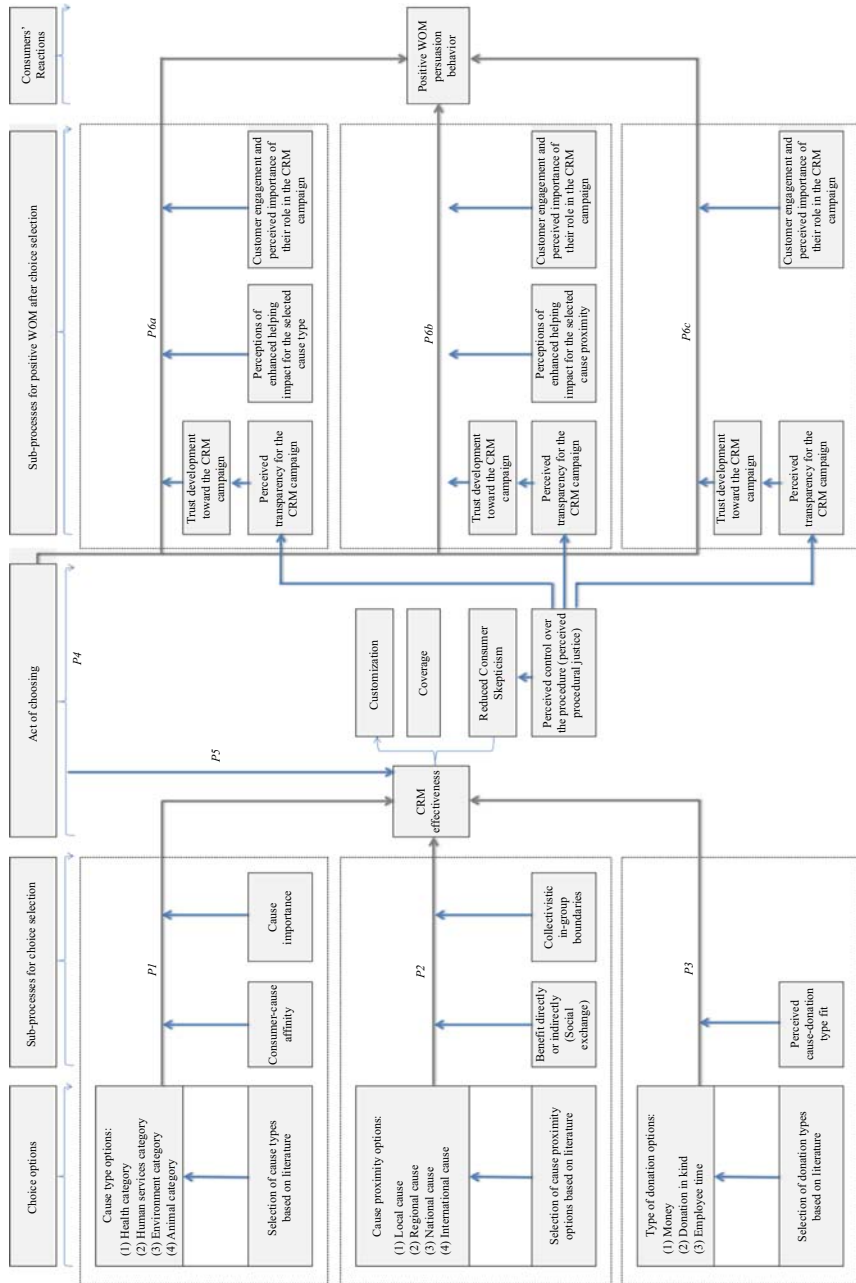 Choice options
Sub-processes for choice selection
Act of choosing
Sub-processes for positive WOM after choice selection
Consumers'
Reactions
P4
Cause type options:
(1) Health category
(2) Human services category
(3) Environment category
(4) Animal category
Selection of cause types
based on literature
P1
Consumer-cause
affinity
Cause
importance
P5
P6a
Trust development
toward the CRM
campaign
Perceived
transparency for the
CRM campaign
Perceptions of
enhanced helping
impact for the selected
cause type
Customer engagement and
perceived importance of
their role in the CRM
campaign
Cause proximity options:
(1) Local cause
(2) Regional cause
(3) National cause
(4) International cause
Selection of cause proximity
options based on literature
P2
Benefit directly
or indirectly
(Social
exchange)
Collectivistic
in-group
boundaries
CRM
effectiveness
Customization
Coverage
Reduced Consumer
Skepticism
Perceived control over
the procedure (perceived
procedural justice)
P6b
Trust development
toward the CRM
campaign
Perceived
transparency for the
CRM campaign
Perceptions of
enhanced helping
impact for the selected
cause proximity
Customer engagement and
perceived importance of
their role in the CRM
campaign
Positive WOM
persuasion
behavior
Type of donation options:
(1) Money
(2) Donation in kind
(3) Employee time
Selection of donation types
based on literature
P3
Perceived
cause-donation
type fit
P6c
Trust development
toward the CRM
campaign
Perceived
transparency for the
CRM campaign
Customer engagement and
perceived importance of
their role in the CRM
campaign